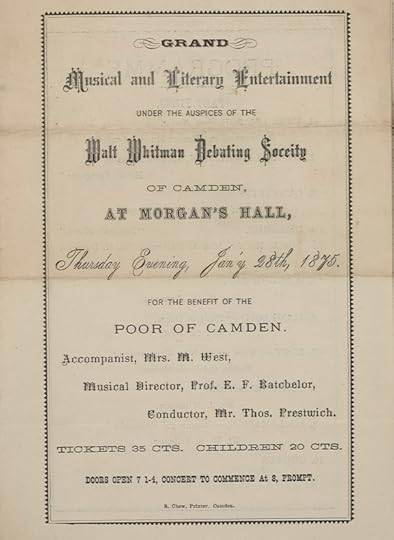 GRAND
Musical and Literary Entertainment
UNDER THE AUSPICES OF THE
Walt Whitman Debating Soceity
OF CAMDEN,
AT MORGAN'S HALL,
Thursday Evening, Jan'y 28th, 1875.
FOR THE BENEFIT OF THE
POOR OF CAMDEN.
Accompanist, Mrs. M. West,
Musical Director, Prof. E. F. Batchelor,
Conductor, Mr. Thos. Prestwich.
TICKETS 35 CTS. CHILDREN 20 CTS.
DOORS OPEN 7 1-4, CONCERT TO COMMENCE At 8, PROMPT.
S. Chew, Printer, Camden.